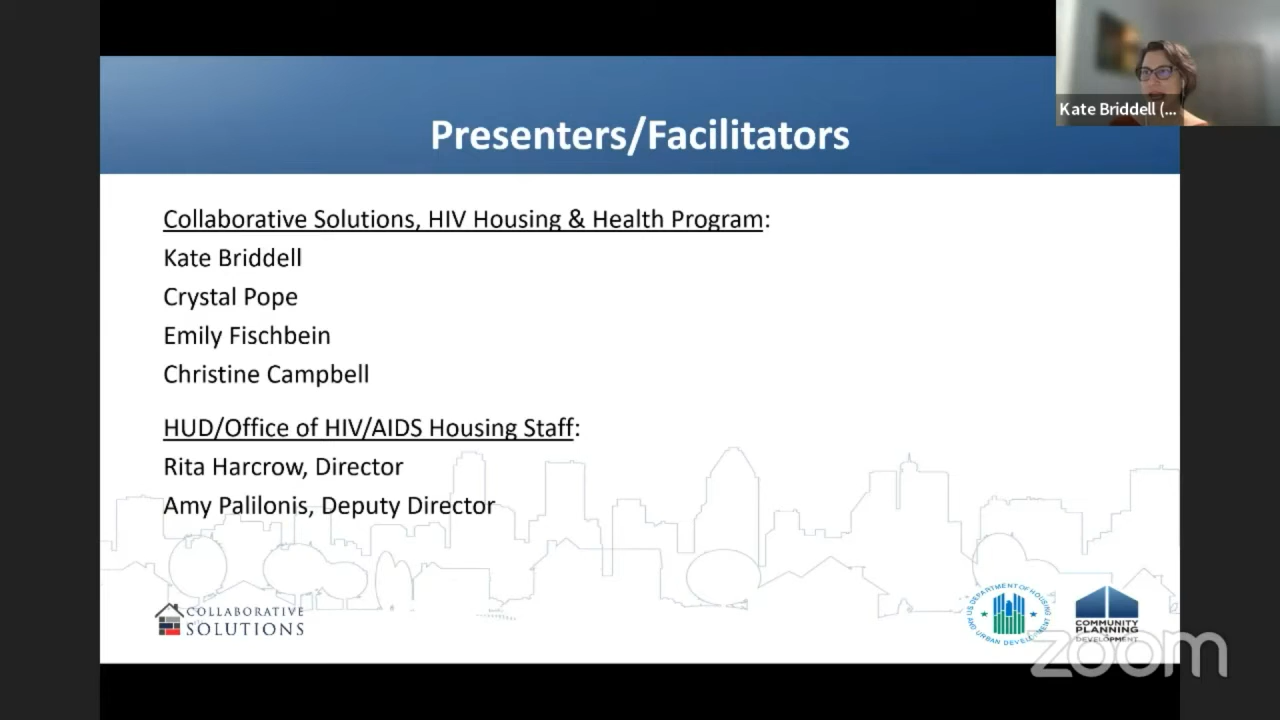 Presenters/Facilitators
Kate Briddell (...
Collaborative Solutions, HIV Housing & Health Program:
Kate Briddell
Crystal Pope
Emily Fischbein
Christine Campbell
HUD/Office of HIV/AIDS Housing Staff:
Rita Harcrow, Director
Amy Palilonis, Deputy Director
COLLABORATIVE
SOLUTIONS
US DEPARTMENT OF HOUSING
AND URBAN DEVELOPMENT
COMMUNITY
PLANNING
DEVELOPMENT
zoom